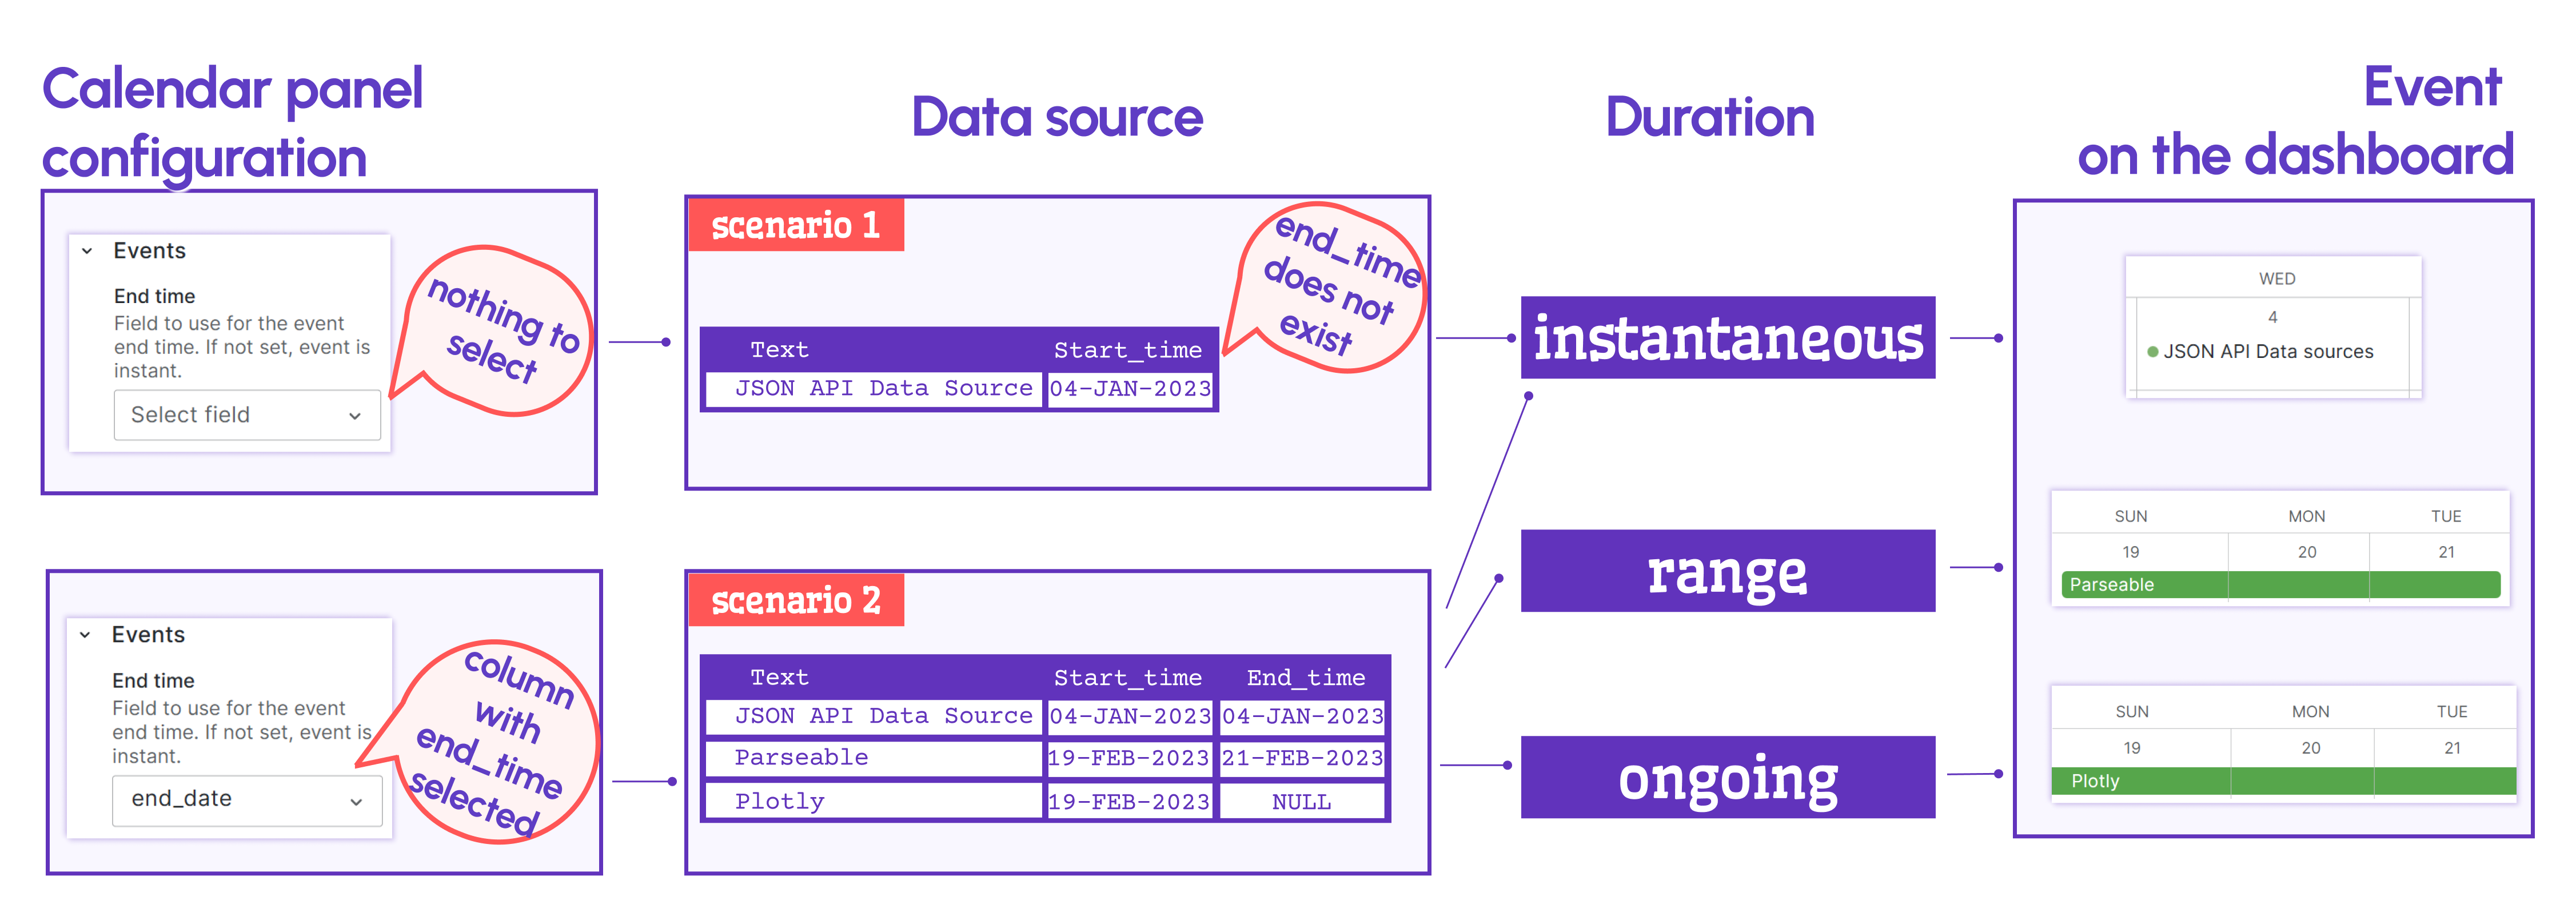 Calendar panel
configuration
Data source
Duration
Event
on the dashboard
Events
End time
Field to use for the event
end time. If not set, event is
instant.
Select field
nothing to
select
scenario 1
end_time
does not
exist
Text Start_time
JSON API Data Source 04-JAN-2023
instantaneous
WED
4
JSON API Data sources
Events
End time
Field to use for the event
end time. If not set, event is
instant.
end_date
column
with
end_time
selected
scenario 2
Text Start_time End_time
JSON API Data Source 04-JAN-2023 04-JAN-2023
Parseable 19-FEB-2023 21-FEB-2023
Plotly 19-FEB-2023 NULL
range
ongoing
SUN MON TUE
19 20 21
Parseable
SUN MON TUE
19 20 21
Plotly